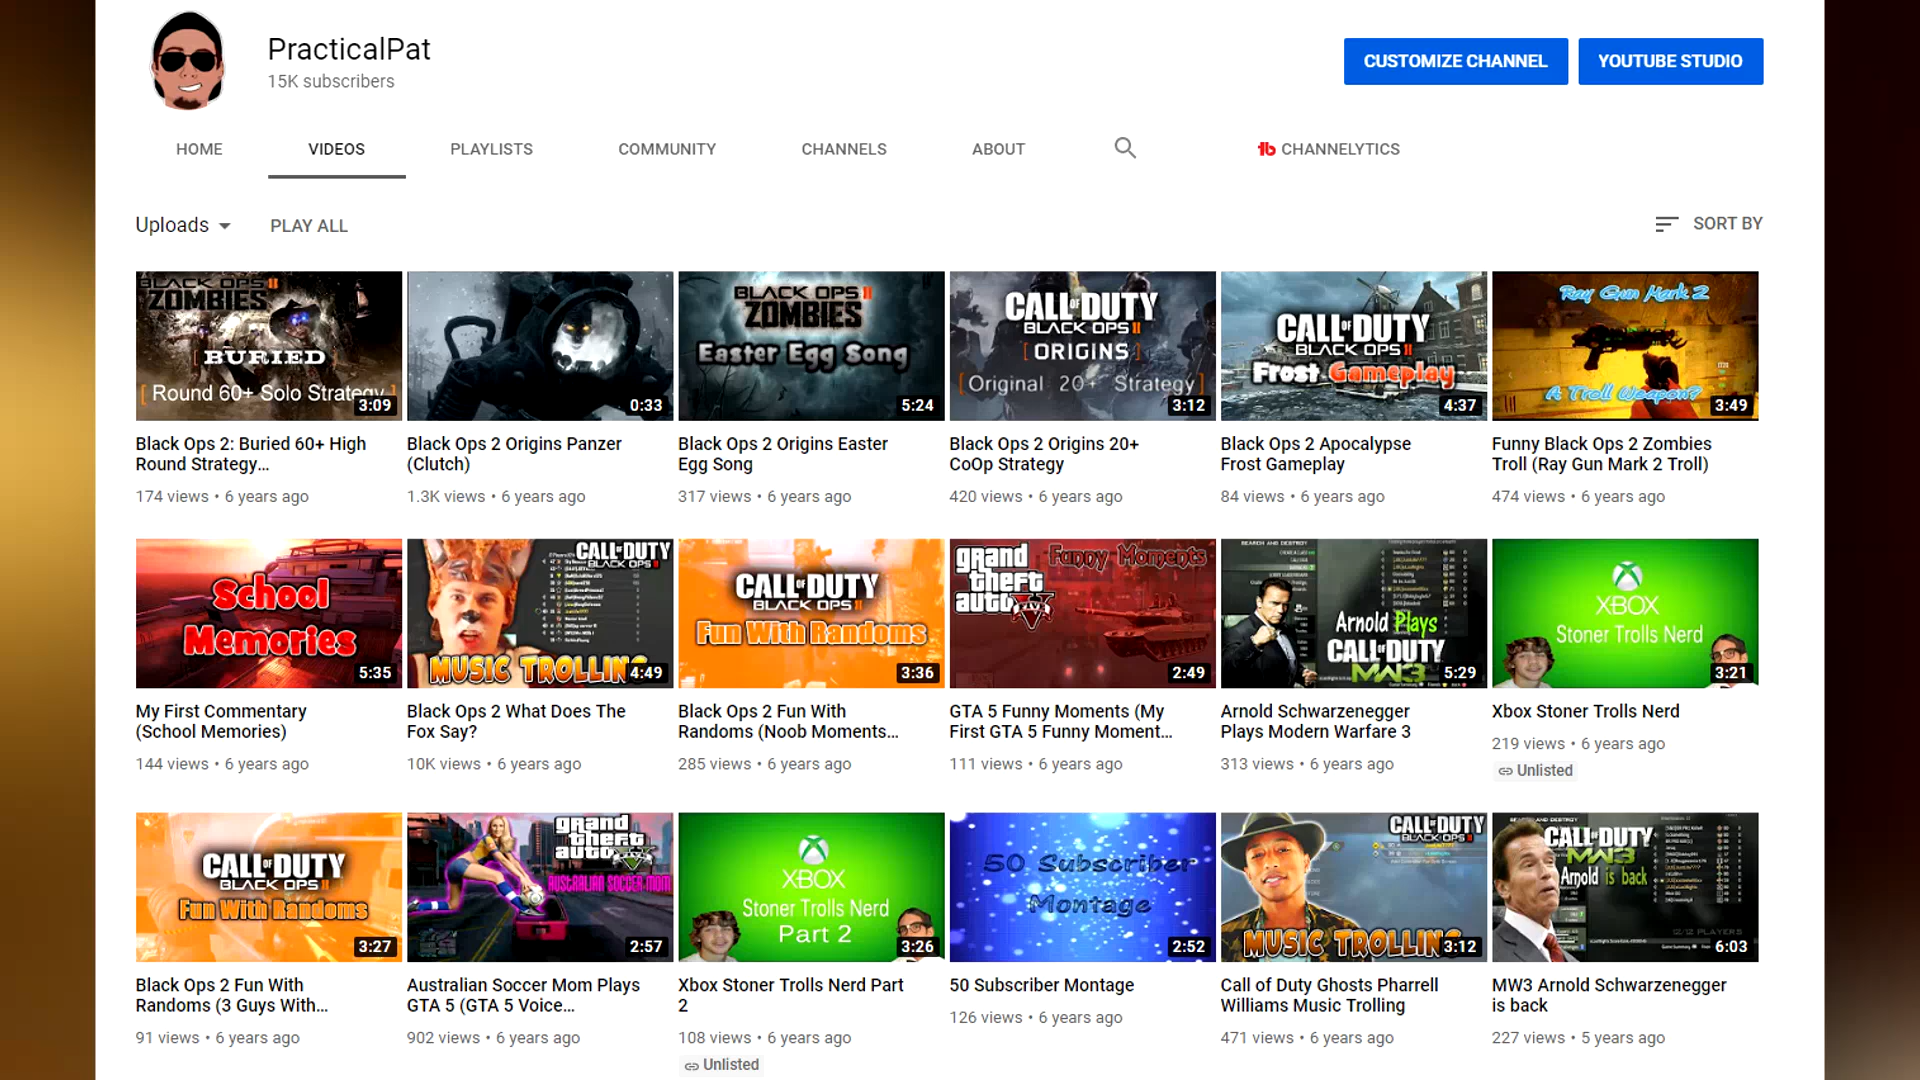 PracticalPat
15K subscribers
CUSTOMIZE CHANNEL
YOUTUBE STUDIO
HOME
VIDEOS
PLAYLISTS
COMMUNITY
CHANNELS
ABOUT
CHANNELYTICS
Uploads
PLAY ALL
SORT BY
BLACK OPS II
ZOMBIES
BURIED
[ Round 60+ Solo Strategy ]
3:09
0:33
BLACK OPS II
ZOMBIES
Easter Egg Song
5:24
CALL OF DUTY
BLACK OPS II
[ ORIGINS ]
[ Original 20+ Strategy ]
3:12
CALL OF DUTY
BLACK OPS II
Frost Gameplay
4:37
Ray Gun Mark 2
A Troll Weapon?
3:49
Black Ops 2: Buried 60+ High
Round Strategy...
174 views • 6 years ago
Black Ops 2 Origins Panzer
(Clutch)
1.3K views • 6 years ago
Black Ops 2 Origins Easter
Egg Song
317 views • 6 years ago
Black Ops 2 Origins 20+
CoOp Strategy
420 views • 6 years ago
Black Ops 2 Apocalypse
Frost Gameplay
84 views • 6 years ago
Funny Black Ops 2 Zombies
Troll (Ray Gun Mark 2 Troll)
474 views • 6 years ago
School
Memories
5:35
CALL OF DUTY
BLACK OPS II
MUSIC TROLLING
4:49
CALL OF DUTY
BLACK OPS II
Fun With Randoms
3:36
grand
theft
auto V
FIVE
Funny Moments
2:49
SEARCH AND DESTROY
Arnold Plays
CALL OF DUTY
MW3
5:29
XBOX
Stoner Trolls Nerd
3:21
My First Commentary
(School Memories)
144 views • 6 years ago
Black Ops 2 What Does The
Fox Say?
10K views • 6 years ago
Black Ops 2 Fun With
Randoms (Noob Moments...
285 views • 6 years ago
GTA 5 Funny Moments (My
First GTA 5 Funny Moment...
111 views • 6 years ago
Arnold Schwarzenegger
Plays Modern Warfare 3
313 views • 6 years ago
Xbox Stoner Trolls Nerd
219 views • 6 years ago
Unlisted
CALL OF DUTY
BLACK OPS II
Fun With Randoms
3:27
grand
theft
auto V
AUSTRALIAN SOCCER MOM
2:57
XBOX
Stoner Trolls Nerd
Part 2
3:26
50 Subscriber
Montage
2:52
CALL OF DUTY
BLACK OPS II
MUSIC TROLLING
3:12
CALL OF DUTY
MW3
Arnold is back
12/12 PLAYERS
6:03
Black Ops 2 Fun With
Randoms (3 Guys With...
91 views • 6 years ago
Australian Soccer Mom Plays
GTA 5 (GTA 5 Voice...
902 views • 6 years ago
Xbox Stoner Trolls Nerd Part
2
108 views • 6 years ago
Unlisted
50 Subscriber Montage
126 views • 6 years ago
Call of Duty Ghosts Pharrell
Williams Music Trolling
471 views • 6 years ago
MW3 Arnold Schwarzenegger
is back
227 views • 5 years ago